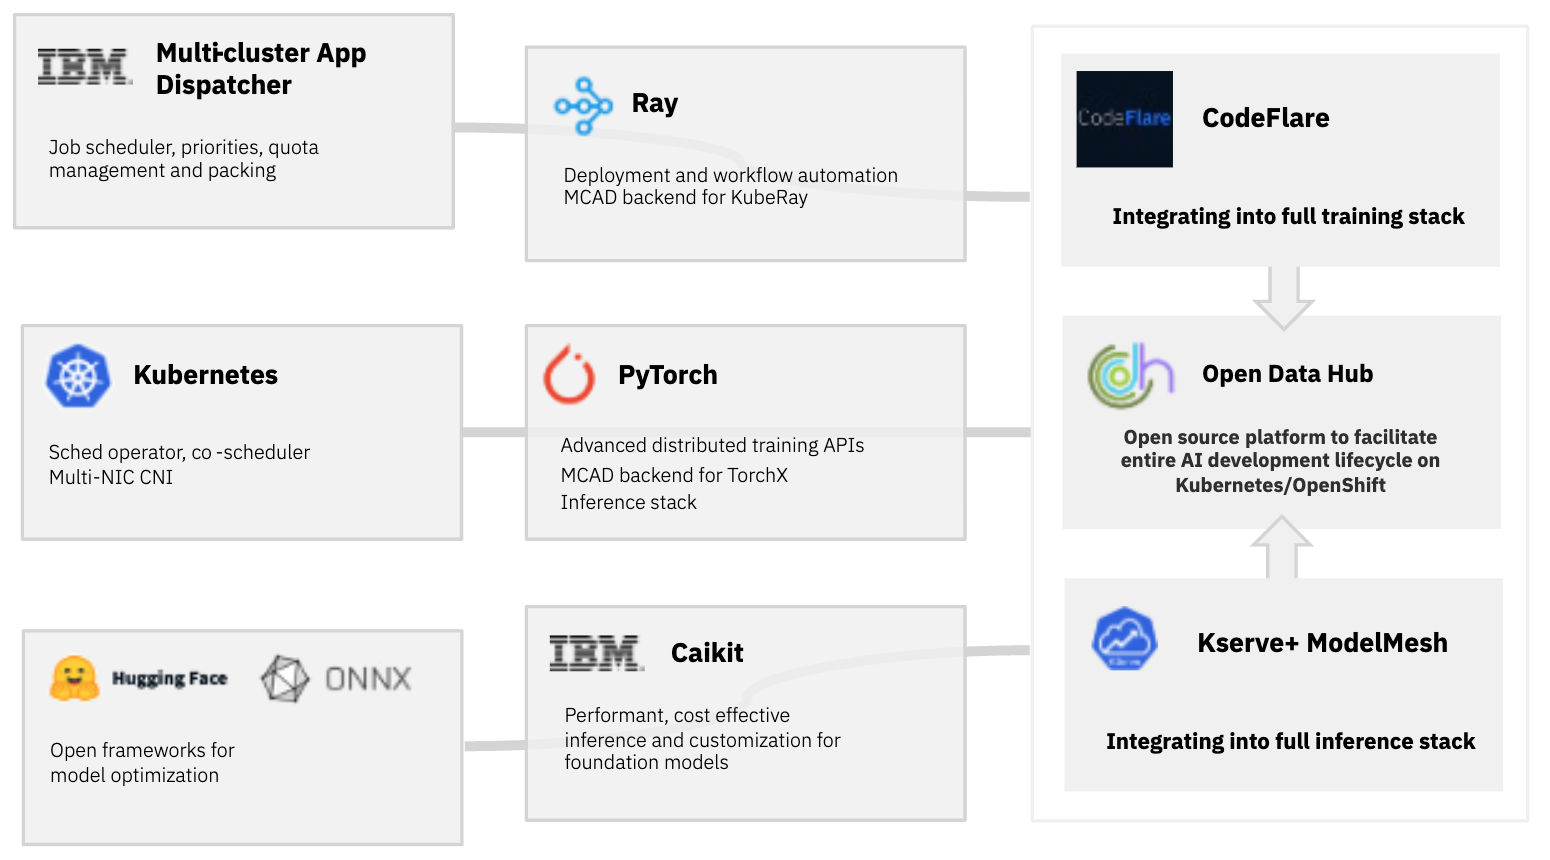 IBM
Multi-cluster App
Dispatcher
Job scheduler, priorities, quota
management and packing
Ray
Deployment and workflow automation
MCAD backend for KubeRay
CodeFlare
CodeFlare
Integrating into full training stack
Kubernetes
Sched operator, co -scheduler
Multi-NIC CNI
PyTorch
Advanced distributed training APIs
MCAD backend for TorchX
Inference stack
Open Data Hub
Open source platform to facilitate
entire AI development lifecycle on
Kubernetes/OpenShift
Hugging Face
ONNX
Open frameworks for
model optimization
IBM
Caikit
Performant, cost effective
inference and customization for
foundation models
KServe
Kserve+ ModelMesh
Integrating into full inference stack